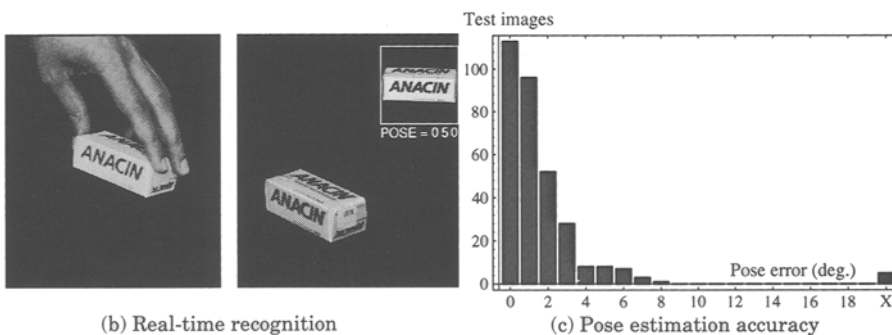 Test images
ANACIN
ANACIN
ANACIN
ANACIN
ANACIN
POSE = 050
100
80
60
40
20
0
Pose error (deg.)
0 2 4 6 8 10 12 14 16 18 X
(b) Real-time recognition
(c) Pose estimation accuracy